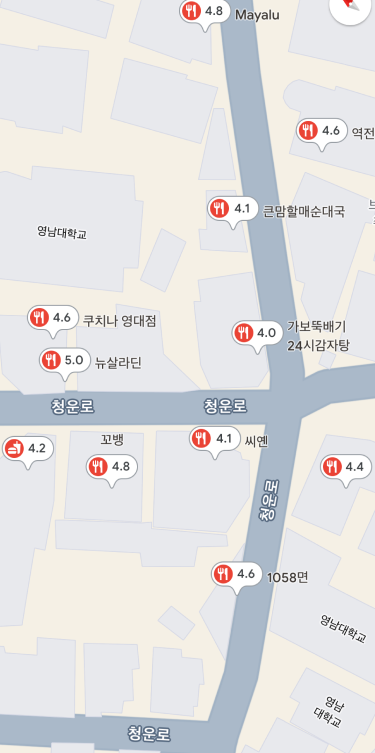 4.8 Mayalu
4.6 역전
4.1 큰맘할매순대국
영남대학교
4.6 쿠치나 영대점
4.0 가보뚝배기
24시감자탕
5.0 뉴살라딘
청운로
청운로
4.1 씨옌
꼬뱅
4.2
4.8
4.4
청운로
4.6 1058면
영남대학교
영남
대학교
청운로